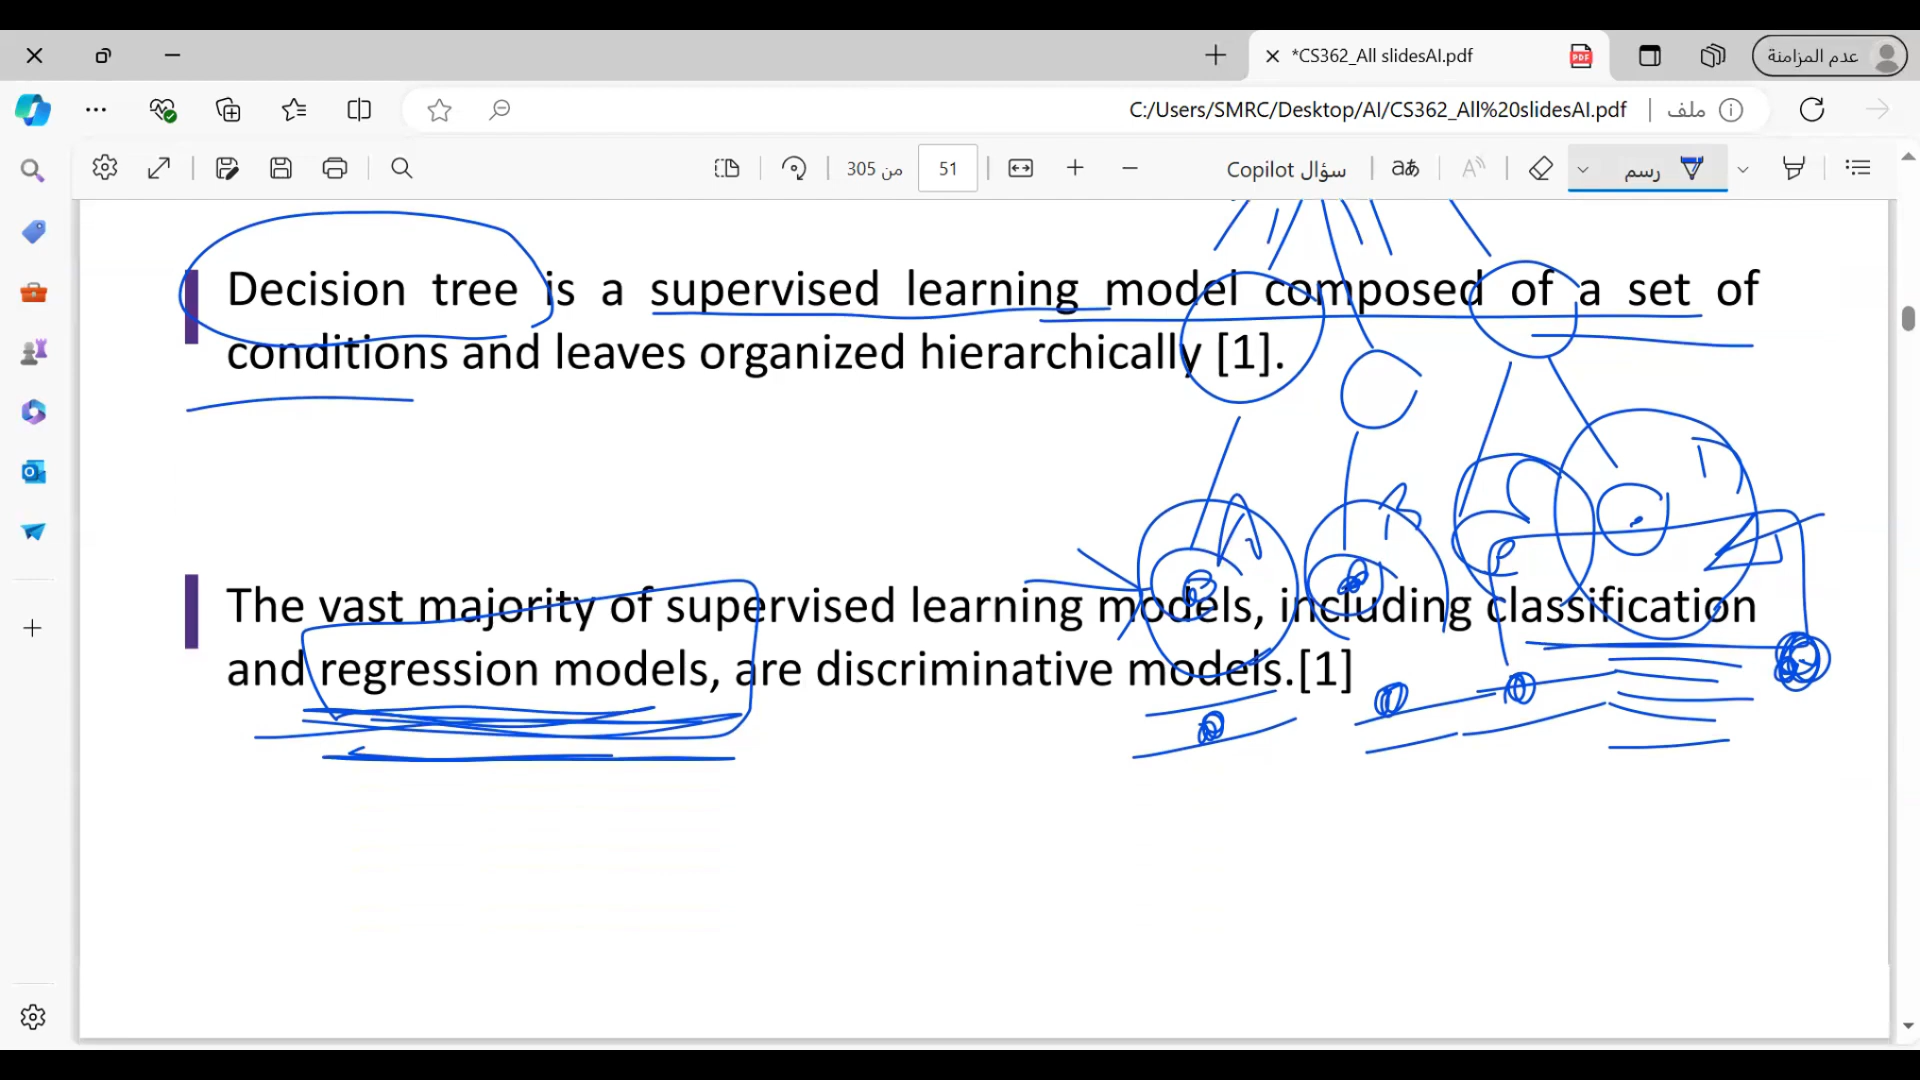 *CS362_All slidesAI.pdf
عدم المزامنة
C:/Users/SMRC/Desktop/AI/CS362_All%20slidesAI.pdf
ملف
من 305
51
سؤال Copilot
رسم
Decision tree is a supervised learning model composed of a set of
conditions and leaves organized hierarchically [1].
A
B
C
D
The vast majority of supervised learning models, including classification
and regression models, are discriminative models.[1]